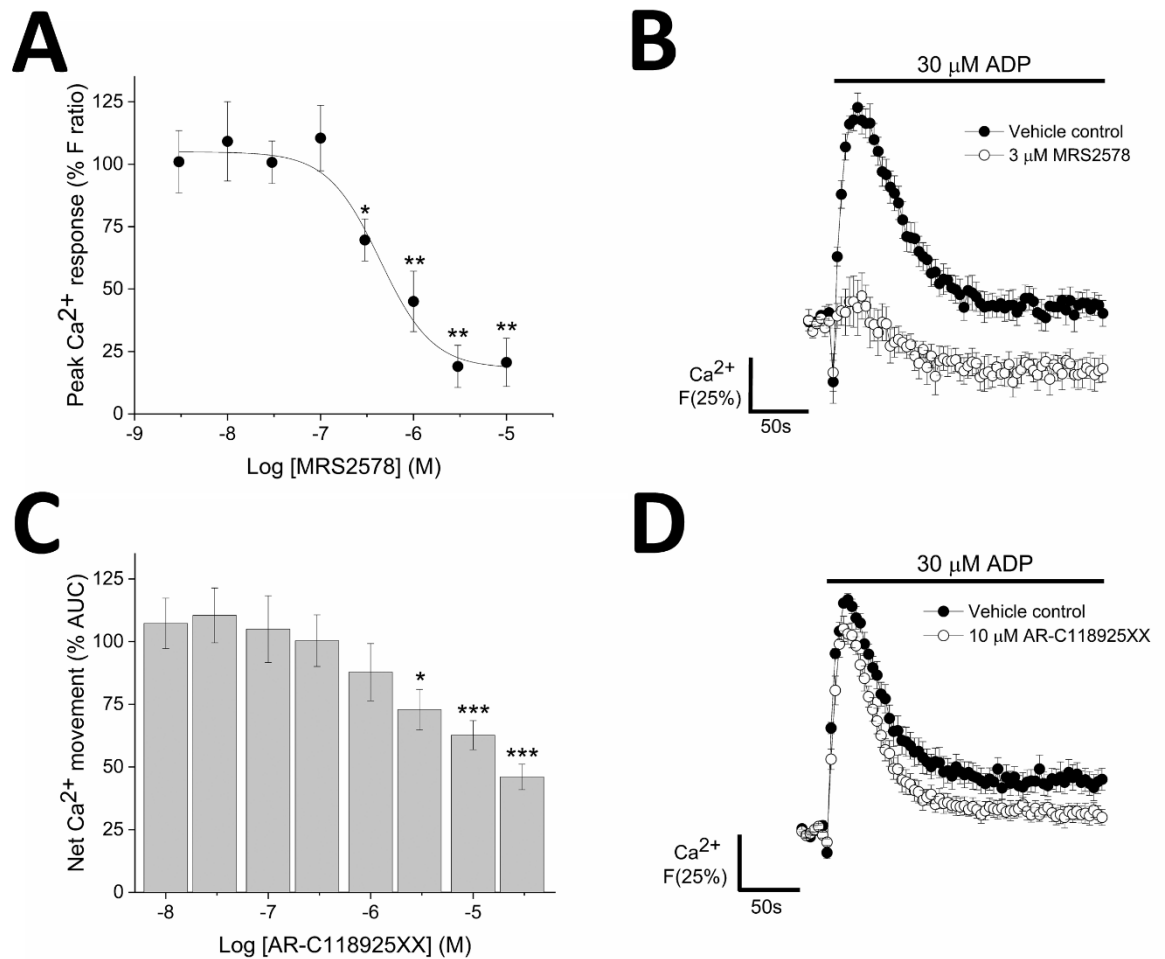 A
Peak Ca2+ response (% F ratio)
125
100
75
50
25
0
*
**
**
**
-9
-8
-7
-6
-5
Log [MRS2578] (M)
B
30 μM ADP
Vehicle control
3 μM MRS2578
Ca2+
F(25%)
50s
C
Net Ca2+ movement (% AUC)
125
100
75
50
25
0
*
***
***
-8
-7
-6
-5
Log [AR-C118925XX] (M)
D
30 μM ADP
Vehicle control
10 μM AR-C118925XX
Ca2+
F(25%)
50s